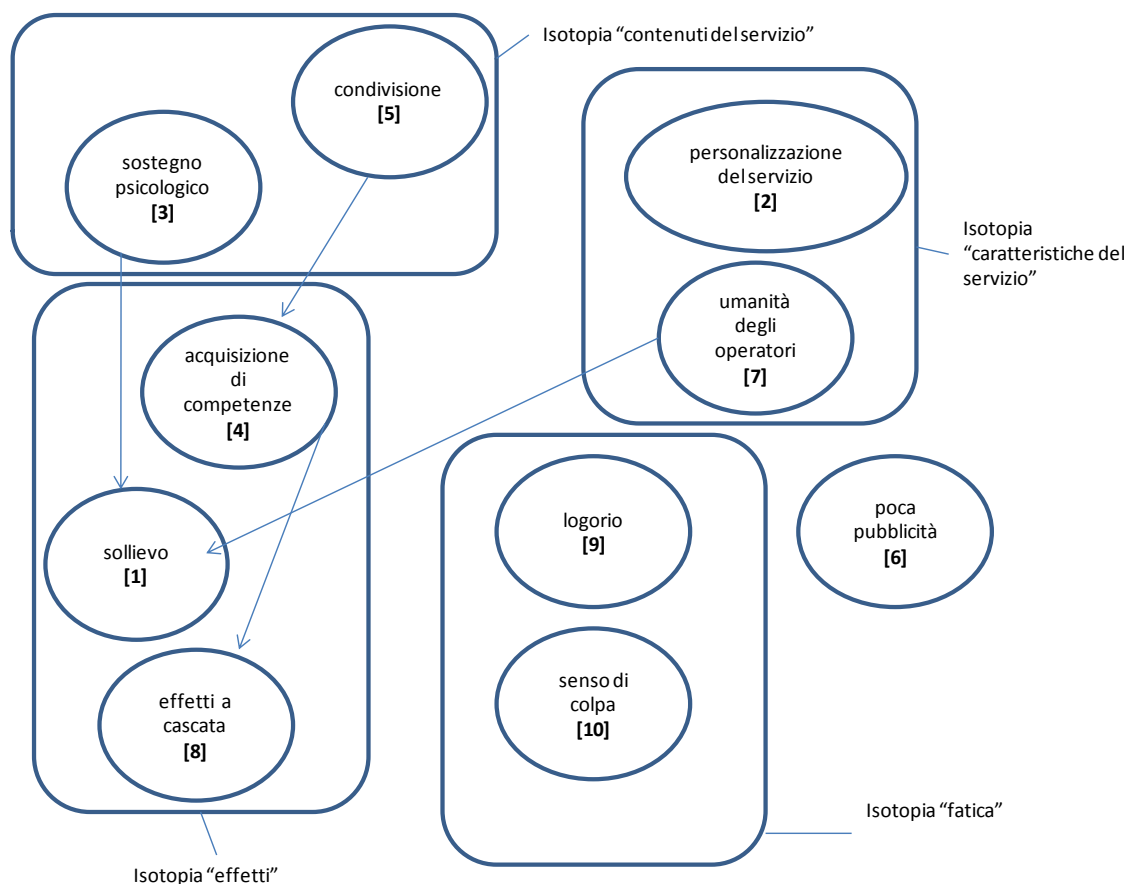 Isotopia “contenuti del servizio”
condivisione
[5]
sostegno
psicologico
[3]
personalizzazione
del servizio
[2]
Isotopia
“caratteristiche del
servizio”
umanità
degli
operatori
[7]
acquisizione
di
competenze
[4]
logorio
[9]
poca
pubblicità
[6]
sollievo
[1]
senso di
colpa
[10]
effetti a
cascata
[8]
Isotopia “fatica”
Isotopia “effetti”